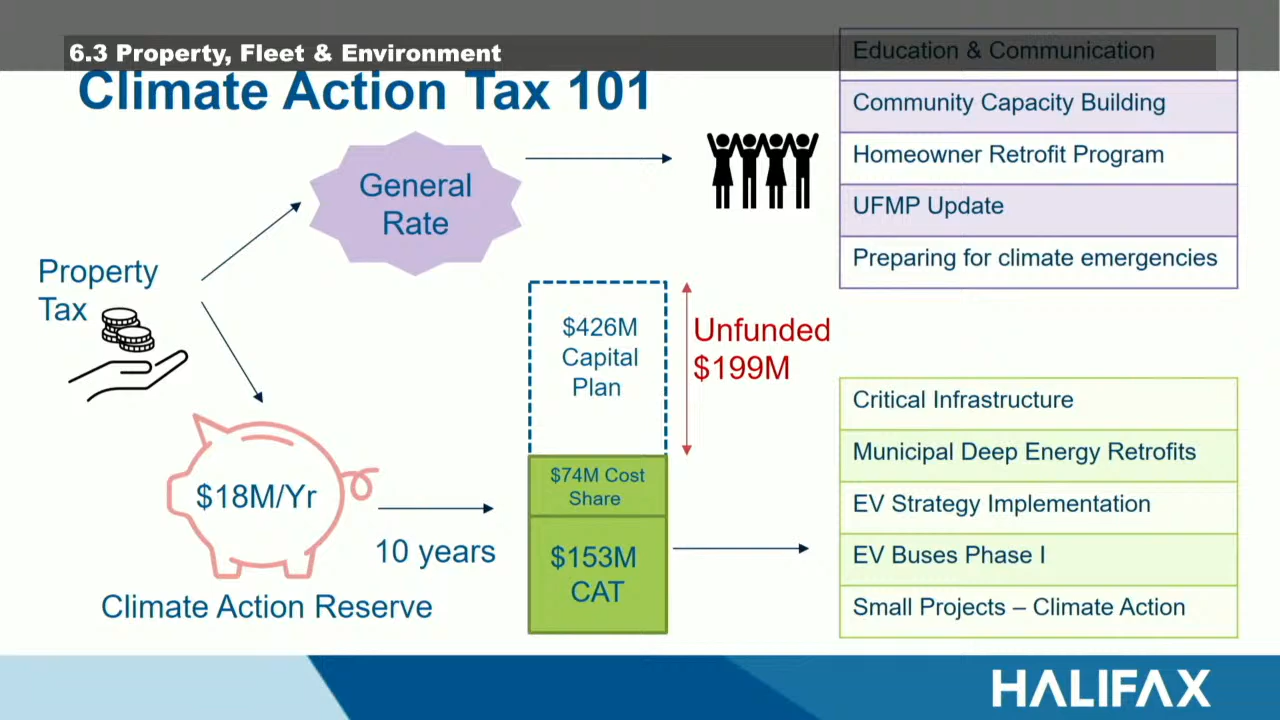 6.3 Property, Fleet & Environment
Climate Action Tax 101
Property
Tax
General
Rate
Education & Communication
Community Capacity Building
Homeowner Retrofit Program
UFMP Update
Preparing for climate emergencies
$18M/Yr
Climate Action Reserve
10 years
$426M
Capital
Plan
$74M Cost
Share
$153M
CAT
Unfunded
$199M
Critical Infrastructure
Municipal Deep Energy Retrofits
EV Strategy Implementation
EV Buses Phase I
Small Projects – Climate Action
HALIFAX